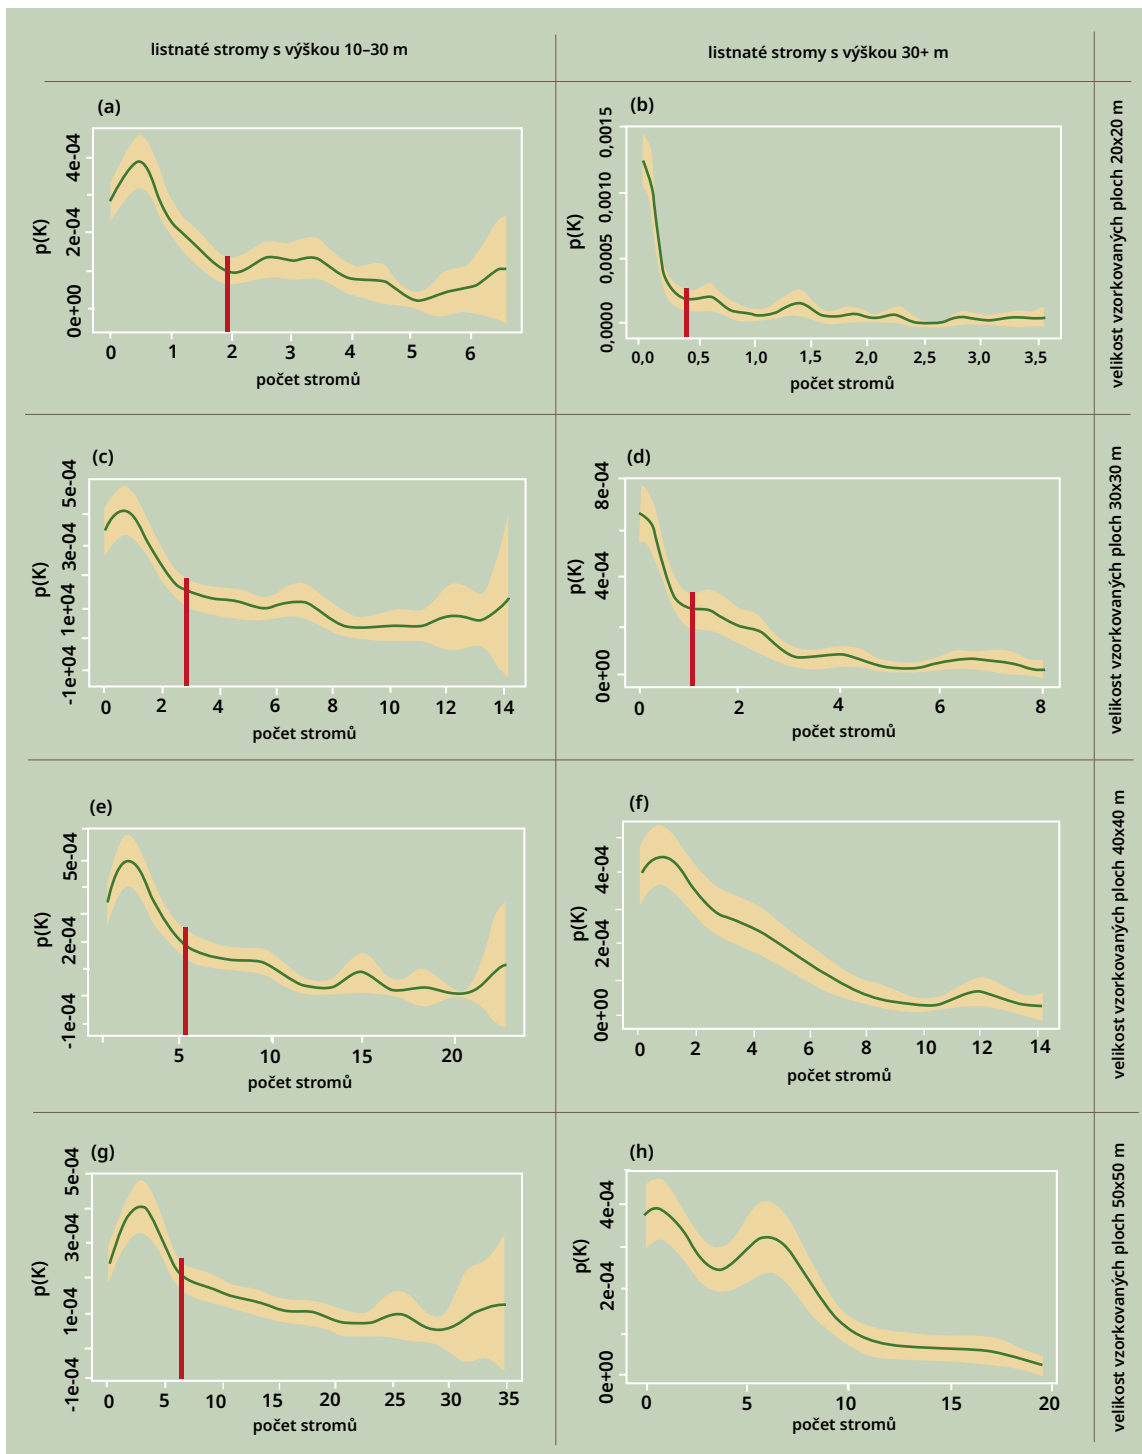 listnaté stromy s výškou 10–30 m
listnaté stromy s výškou 30+ m
velikost vzorkovaných ploch 20x20 m
(a)
p(K)
4e-04
2e-04
0e+00
0 1 2 3 4 5 6
počet stromů
(b)
p(K)
0,0015
0,0010
0,0005
0,0000
0,0 0,5 1,0 1,5 2,0 2,5 3,0 3,5
počet stromů
velikost vzorkovaných ploch 30x30 m
(c)
p(K)
5e-04
3e-04
1e+04
-1e+04
0 2 4 6 8 10 12 14
počet stromů
(d)
p(K)
8e-04
4e-04
0e+00
0 2 4 6 8
počet stromů
velikost vzorkovaných ploch 40x40 m
(e)
p(K)
5e-04
2e-04
-1e-04
5 10 15 20
počet stromů
(f)
p(K)
4e-04
2e-04
0e+00
0 2 4 6 8 10 12 14
počet stromů
velikost vzorkovaných ploch 50x50 m
(g)
p(K)
5e-04
3e-04
1e-04
-1e-04
0 5 10 15 20 25 30 35
počet stromů
(h)
p(K)
4e-04
2e-04
0e+00
0 5 10 15 20
počet stromů